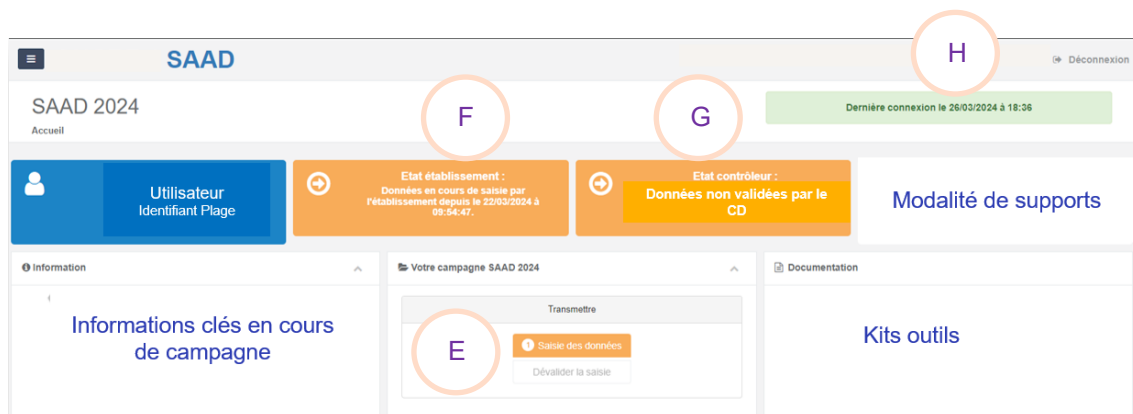 H
SAAD
Déconnexion
SAAD 2024
Accueil
F
G
Dernière connexion le 26/03/2024 à 18:36
Utilisateur
Identifiant Plage
Etat établissement :
Données en cours de saisie par
l'établissement depuis le 22/03/2024 à
09:54:47.
Etat contrôleur :
Données non validées par le
CD
Modalité de supports
Information
Votre campagne SAAD 2024
Documentation
Informations clés en cours
de campagne
Transmettre
E
1 Saisie des données
Dévalider la saisie
Kits outils